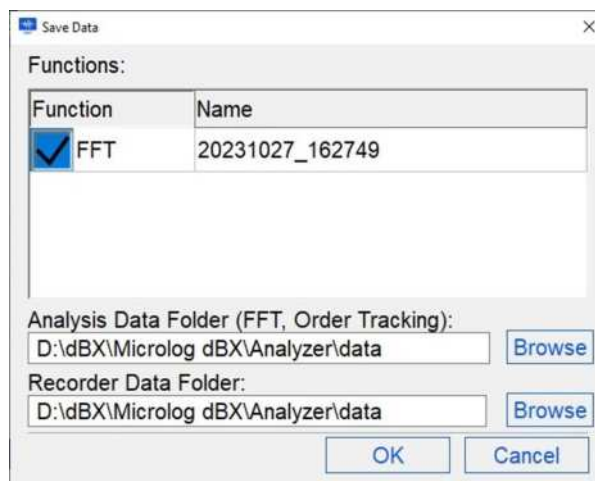 Save Data
Functions:
Function Name
FFT 20231027_162749
Analysis Data Folder (FFT, Order Tracking):
D:\dBX\Microlog dBX\Analyzer\data Browse
Recorder Data Folder:
D:\dBX\Microlog dBX\Analyzer\data Browse
OK Cancel